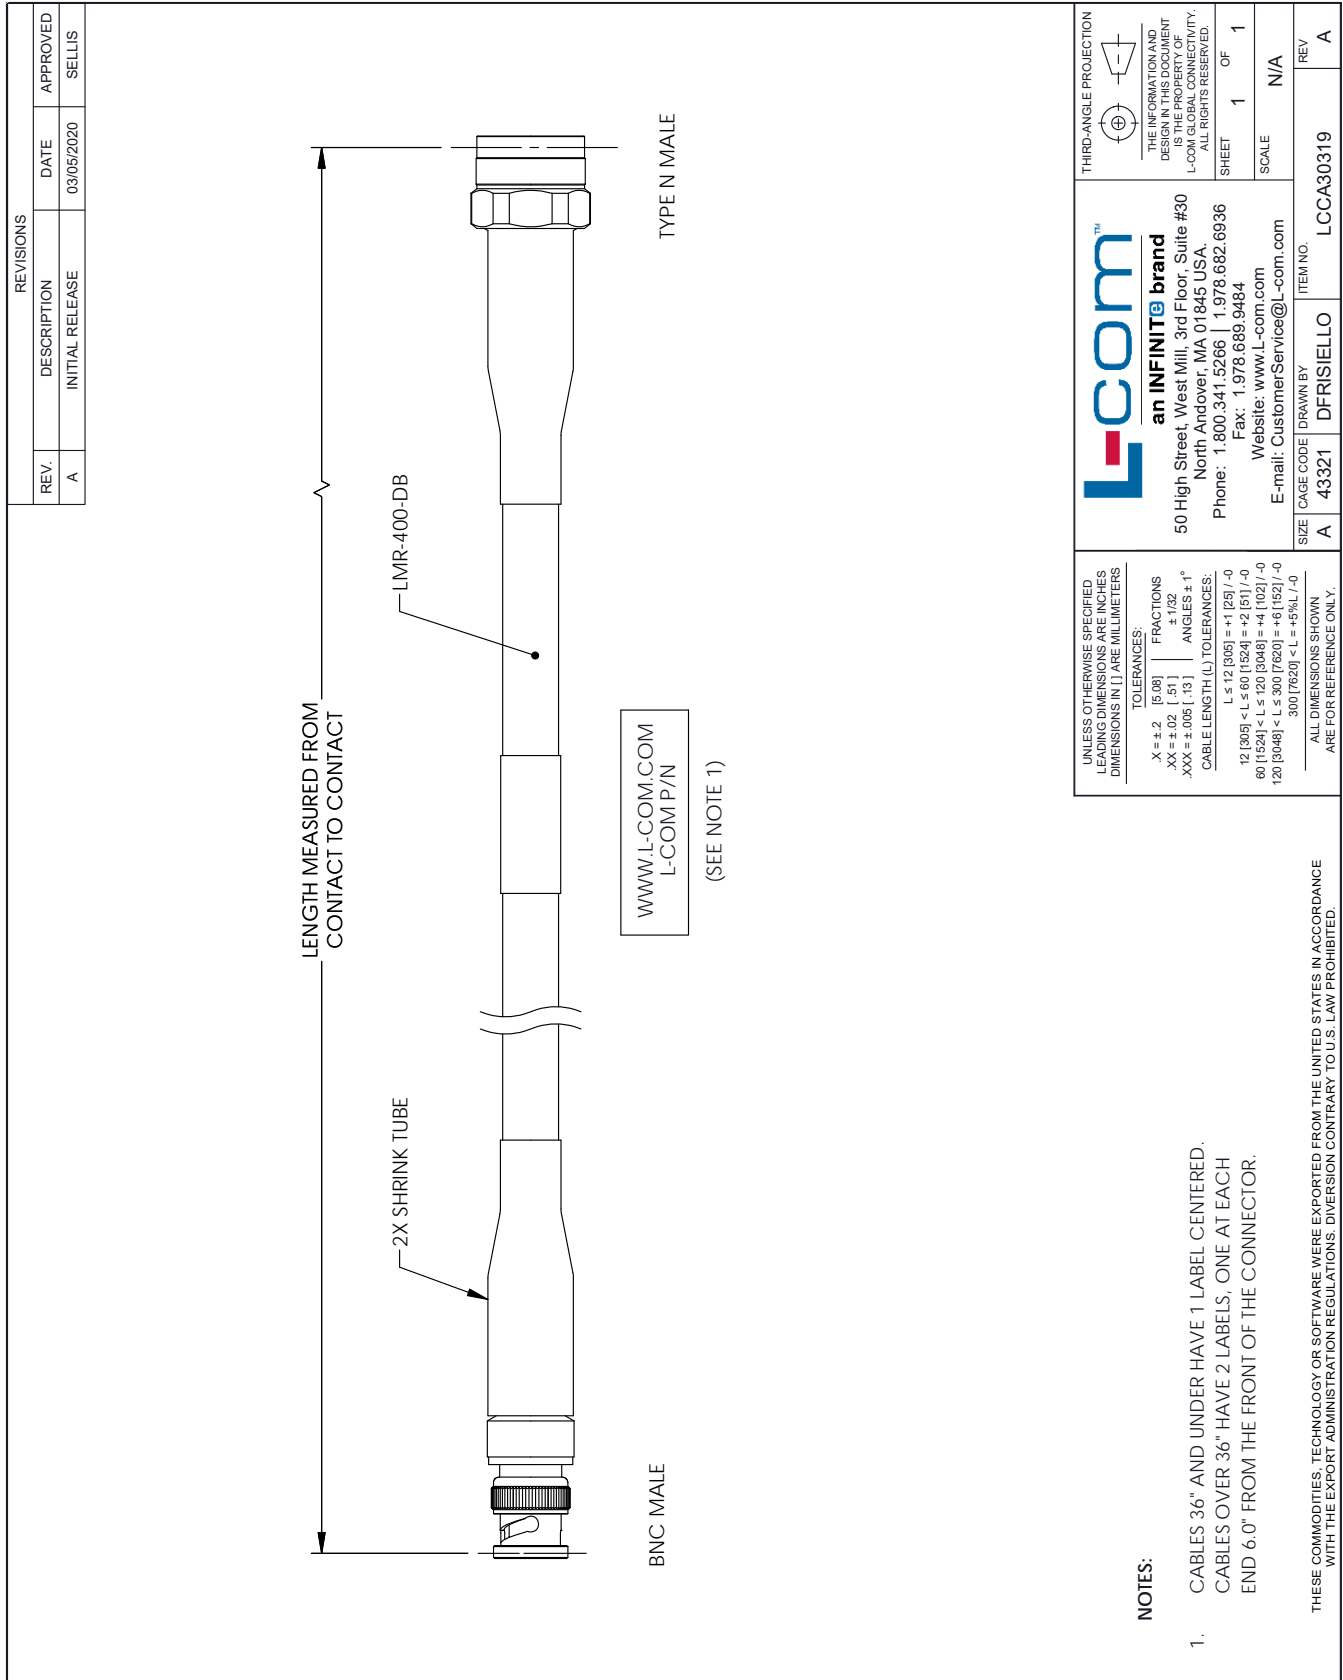 REVISIONS
REV. DESCRIPTION DATE APPROVED
A INITIAL RELEASE 03/05/2020 SELLIS
LENGTH MEASURED FROM
CONTACT TO CONTACT
2X SHRINK TUBE
LMR-400-DB
BNC MALE
TYPE N MALE
WWW.L-COM.COM
L-COM P/N
(SEE NOTE 1)
NOTES:
1. CABLES 36" AND UNDER HAVE 1 LABEL CENTERED.
CABLES OVER 36" HAVE 2 LABELS, ONE AT EACH
END 6.0" FROM THE FRONT OF THE CONNECTOR.
THESE COMMODITIES, TECHNOLOGY OR SOFTWARE WERE EXPORTED FROM THE UNITED STATES IN ACCORDANCE
WITH THE EXPORT ADMINISTRATION REGULATIONS. DIVERSION CONTRARY TO U.S. LAW PROHIBITED.
UNLESS OTHERWISE SPECIFIED
LEADING DIMENSIONS ARE INCHES
DIMENSIONS IN [ ] ARE MILLIMETERS
TOLERANCES:
.X = ± .2 [5.08] FRACTIONS
.XX = ± .02 [ .51 ] ± 1/32
.XXX = ± .005 [ .13 ] ANGLES ± 1°
CABLE LENGTH (L) TOLERANCES:
L ≤ 12 [305] = +1 [25] / -0
12 [305] < L ≤ 60 [1524] = +2 [51] / -0
60 [1524] < L ≤ 120 [3048] = +4 [102] / -0
120 [3048] < L ≤ 300 [7620] = +6 [152] / -0
300 [7620] < L = +5%L / -0
ALL DIMENSIONS SHOWN
ARE FOR REFERENCE ONLY.
L-com™
an INFINITe brand
50 High Street, West Mill, 3rd Floor, Suite #30
North Andover, MA 01845 USA.
Phone: 1.800.341.5266 | 1.978.682.6936
Fax: 1.978.689.9484
Website: www.L-com.com
E-mail: CustomerService@L-com.com
THIRD-ANGLE PROJECTION
THE INFORMATION AND
DESIGN IN THIS DOCUMENT
IS THE PROPERTY OF
L-COM GLOBAL CONNECTIVITY.
ALL RIGHTS RESERVED.
SHEET 1 OF 1
SCALE N/A
SIZE A
CAGE CODE 43321
DRAWN BY DFRISIELLO
ITEM NO. LCCA30319
REV A